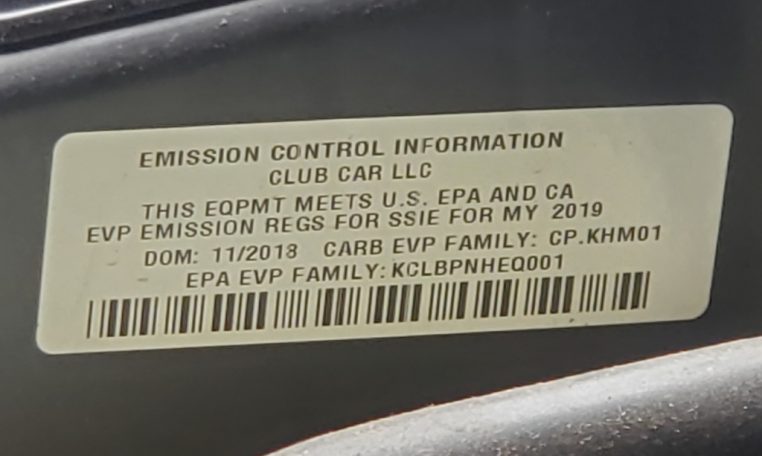 EMISSION CONTROL INFORMATION
CLUB CAR LLC
THIS EQPMT MEETS U.S. EPA AND CA
EVP EMISSION REGS FOR SSIE FOR MY 2019
DOM: 11/2018 CARB EVP FAMILY: CP.KHM01
EPA EVP FAMILY:KCLBPNHEQ001